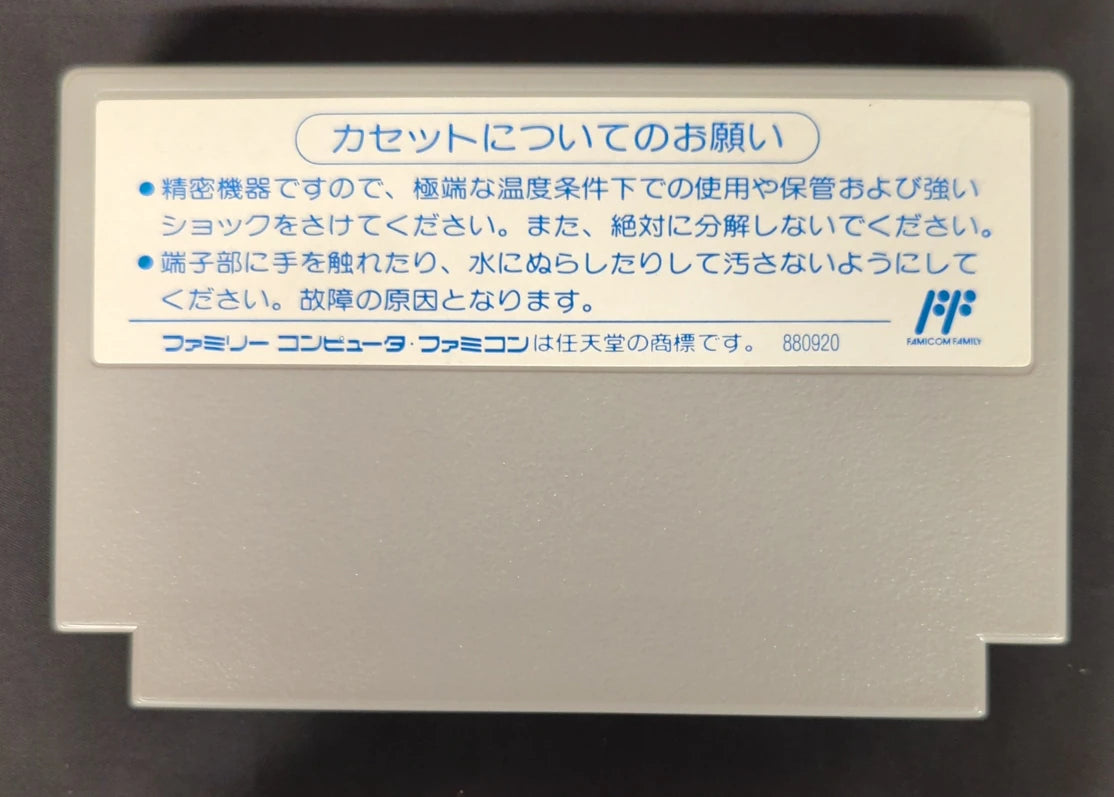 カセットについてのお願い
●精密機器ですので、極端な温度条件下での使用や保管および強い
ショックをさけてください。また、絶対に分解しないでください。
●端子部に手を触れたり、水にぬらしたりして汚さないようにして
ください。故障の原因となります。
ファミリー コンピュータ・ファミコンは任天堂の商標です。 880920
FAMICOM FAMILY